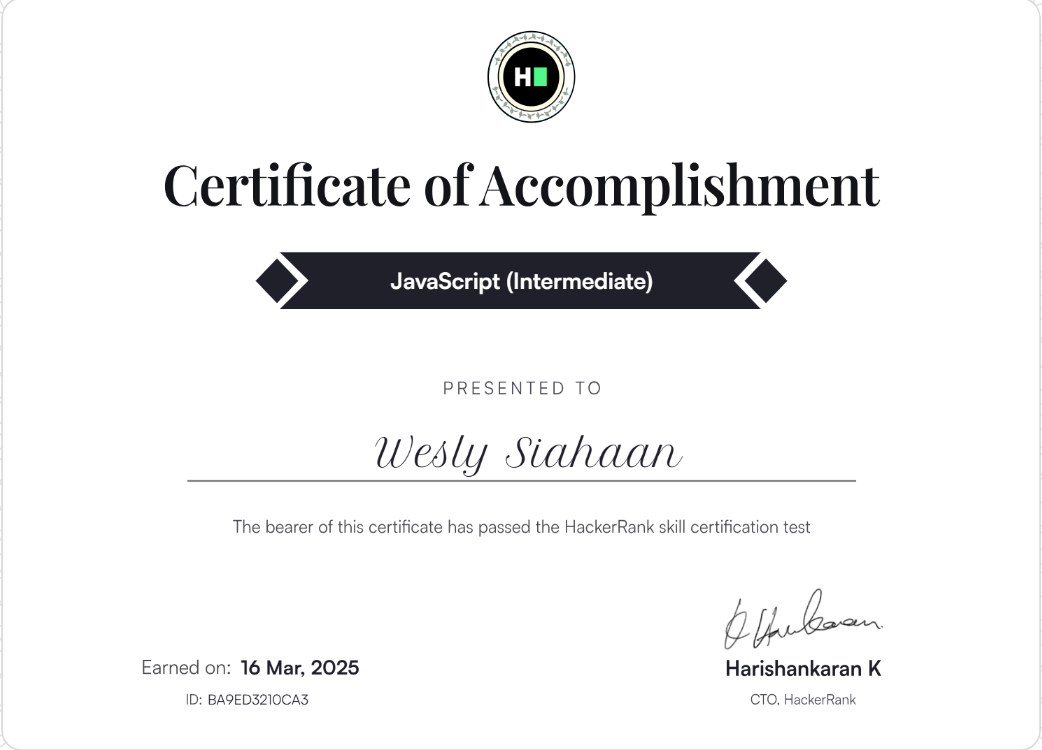 H
Certificate of Accomplishment
JavaScript (Intermediate)
PRESENTED TO
Wesly Siahaan
The bearer of this certificate has passed the HackerRank skill certification test
Earned on: 16 Mar, 2025
ID: BA9ED3210CA3
Harishankaran K
CTO, HackerRank